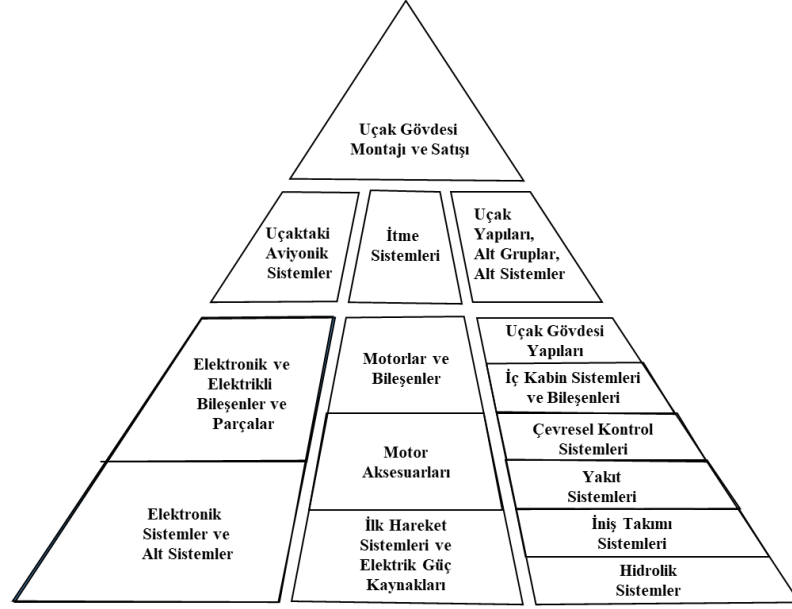 Uçak Gövdesi
Montajı ve Satışı
Uçaktaki
Aviyonik
Sistemler
İtme
Sistemleri
Uçak
Yapıları,
Alt Gruplar,
Alt Sistemler
Elektronik ve
Elektrikli
Bileşenler ve
Parçalar
Elektronik
Sistemler ve
Alt Sistemler
Motorlar ve
Bileşenler
Motor
Aksesuarları
İlk Hareket
Sistemleri ve
Elektrik Güç
Kaynakları
Uçak Gövdesi
Yapıları
İç Kabin Sistemleri
ve Bileşenleri
Çevresel Kontrol
Sistemleri
Yakıt
Sistemleri
İniş Takımı
Sistemleri
Hidrolik
Sistemler